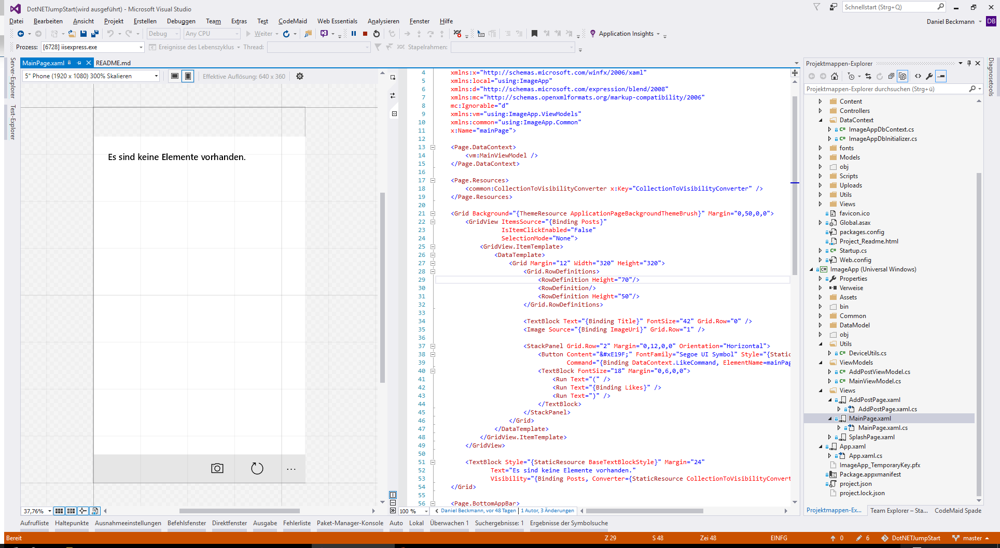 DotNETJumpStart(wird ausgeführt) - Microsoft Visual Studio
Schnellstart (Strg+Q)
Datei Bearbeiten Ansicht Projekt Erstellen Debuggen Team Extras Test CodeMaid Web Essentials Analysieren Fenster Hilfe
Daniel Beckmann DB
Debug Any CPU Weiter Application Insights
Prozess: [6728] iisexpress.exe Ereignisse des Lebenszyklus Thread: Stapelrahmen:
Server-Explorer
Test-Explorer
MainPage.xaml README.md
5" Phone (1920 x 1080) 300% Skalieren Effektive Auflösung: 640 x 360
Es sind keine Elemente vorhanden.
...
37,76%
4 xmlns:x="http://schemas.microsoft.com/winfx/2006/xaml"
5 xmlns:local="using:ImageApp"
6 xmlns:d="http://schemas.microsoft.com/expression/blend/2008"
7 xmlns:mc="http://schemas.openxmlformats.org/markup-compatibility/2006"
8 mc:Ignorable="d"
9 xmlns:vm="using:ImageApp.ViewModels"
10 xmlns:common="using:ImageApp.Common"
11 x:Name="mainPage">
12
13 <Page.DataContext>
14 <vm:MainViewModel />
15 </Page.DataContext>
16
17 <Page.Resources>
18 <common:CollectionToVisibilityConverter x:Key="CollectionToVisibilityConverter" />
19 </Page.Resources>
20
21 <Grid Background="{ThemeResource ApplicationPageBackgroundThemeBrush}" Margin="0,50,0,0">
22 <GridView ItemsSource="{Binding Posts}"
23 IsItemClickEnabled="False"
24 SelectionMode="None">
25 <GridView.ItemTemplate>
26 <DataTemplate>
27 <Grid Margin="12" Width="320" Height="320">
28 <Grid.RowDefinitions>
29 <RowDefinition Height="70"/>
30 <RowDefinition/>
31 <RowDefinition Height="50"/>
32 </Grid.RowDefinitions>
33
34 <TextBlock Text="{Binding Title}" FontSize="42" Grid.Row="0" />
35 <Image Source="{Binding ImageUri}" Grid.Row="1" />
36
37 <StackPanel Grid.Row="2" Margin="0,12,0,0" Orientation="Horizontal">
38 <Button Content="&#xE19F;" FontFamily="Segoe UI Symbol" Style="{Static
39 Command="{Binding DataContext.LikeCommand, ElementName=mainPag
40 <TextBlock FontSize="18" Margin="0,6,0,0">
41 <Run Text="(" />
42 <Run Text="{Binding Likes}" />
43 <Run Text=")" />
44 </TextBlock>
45 </StackPanel>
46 </Grid>
47 </DataTemplate>
48 </GridView.ItemTemplate>
49 </GridView>
50
51 <TextBlock Style="{StaticResource BaseTextBlockStyle}" Margin="24"
52 Text="Es sind keine Elemente vorhanden."
53 Visibility="{Binding Posts, Converter={StaticResource CollectionToVisibilityConvert
54 </Grid>
55
56 <Page.BottomAppBar>
100 % Daniel Beckmann, vor 48 Tagen | 1 Autor, 3 Änderungen
Projektmappen-Explorer
Projektmappen-Explorer durchsuchen (Strg+ü)
Content
Controllers
DataContext
C# ImageAppDbContext.cs
C# ImageAppDbInitializer.cs
fonts
Models
obj
Scripts
Uploads
Utils
Views
favicon.ico
Global.asax
packages.config
Project_Readme.html
C# Startup.cs
Web.config
C# ImageApp (Universal Windows)
Properties
Verweise
Assets
bin
Common
DataModel
obj
Utils
C# DeviceUtils.cs
ViewModels
C# AddPostViewModel.cs
C# MainViewModel.cs
Views
AddPostPage.xaml
AddPostPage.xaml.cs
MainPage.xaml
MainPage.xaml.cs
SplashPage.xaml
App.xaml
App.xaml.cs
ImageApp_TemporaryKey.pfx
Package.appxmanifest
project.json
project.lock.json
Projektmappen-Ex... Team Explorer – Sta... CodeMaid Spade
Diagnosetools
Aufrufliste Haltepunkte Ausnahmeeinstellungen Befehlsfenster Direktfenster Ausgabe Fehlerliste Paket-Manager-Konsole Auto Lokal Überwachen 1 Suchergebnisse: 1 Ergebnisse der Symbolsuche
Bereit Z 29 S 48 Zei 48 EINFG 0 6 DotNETJumpStart master